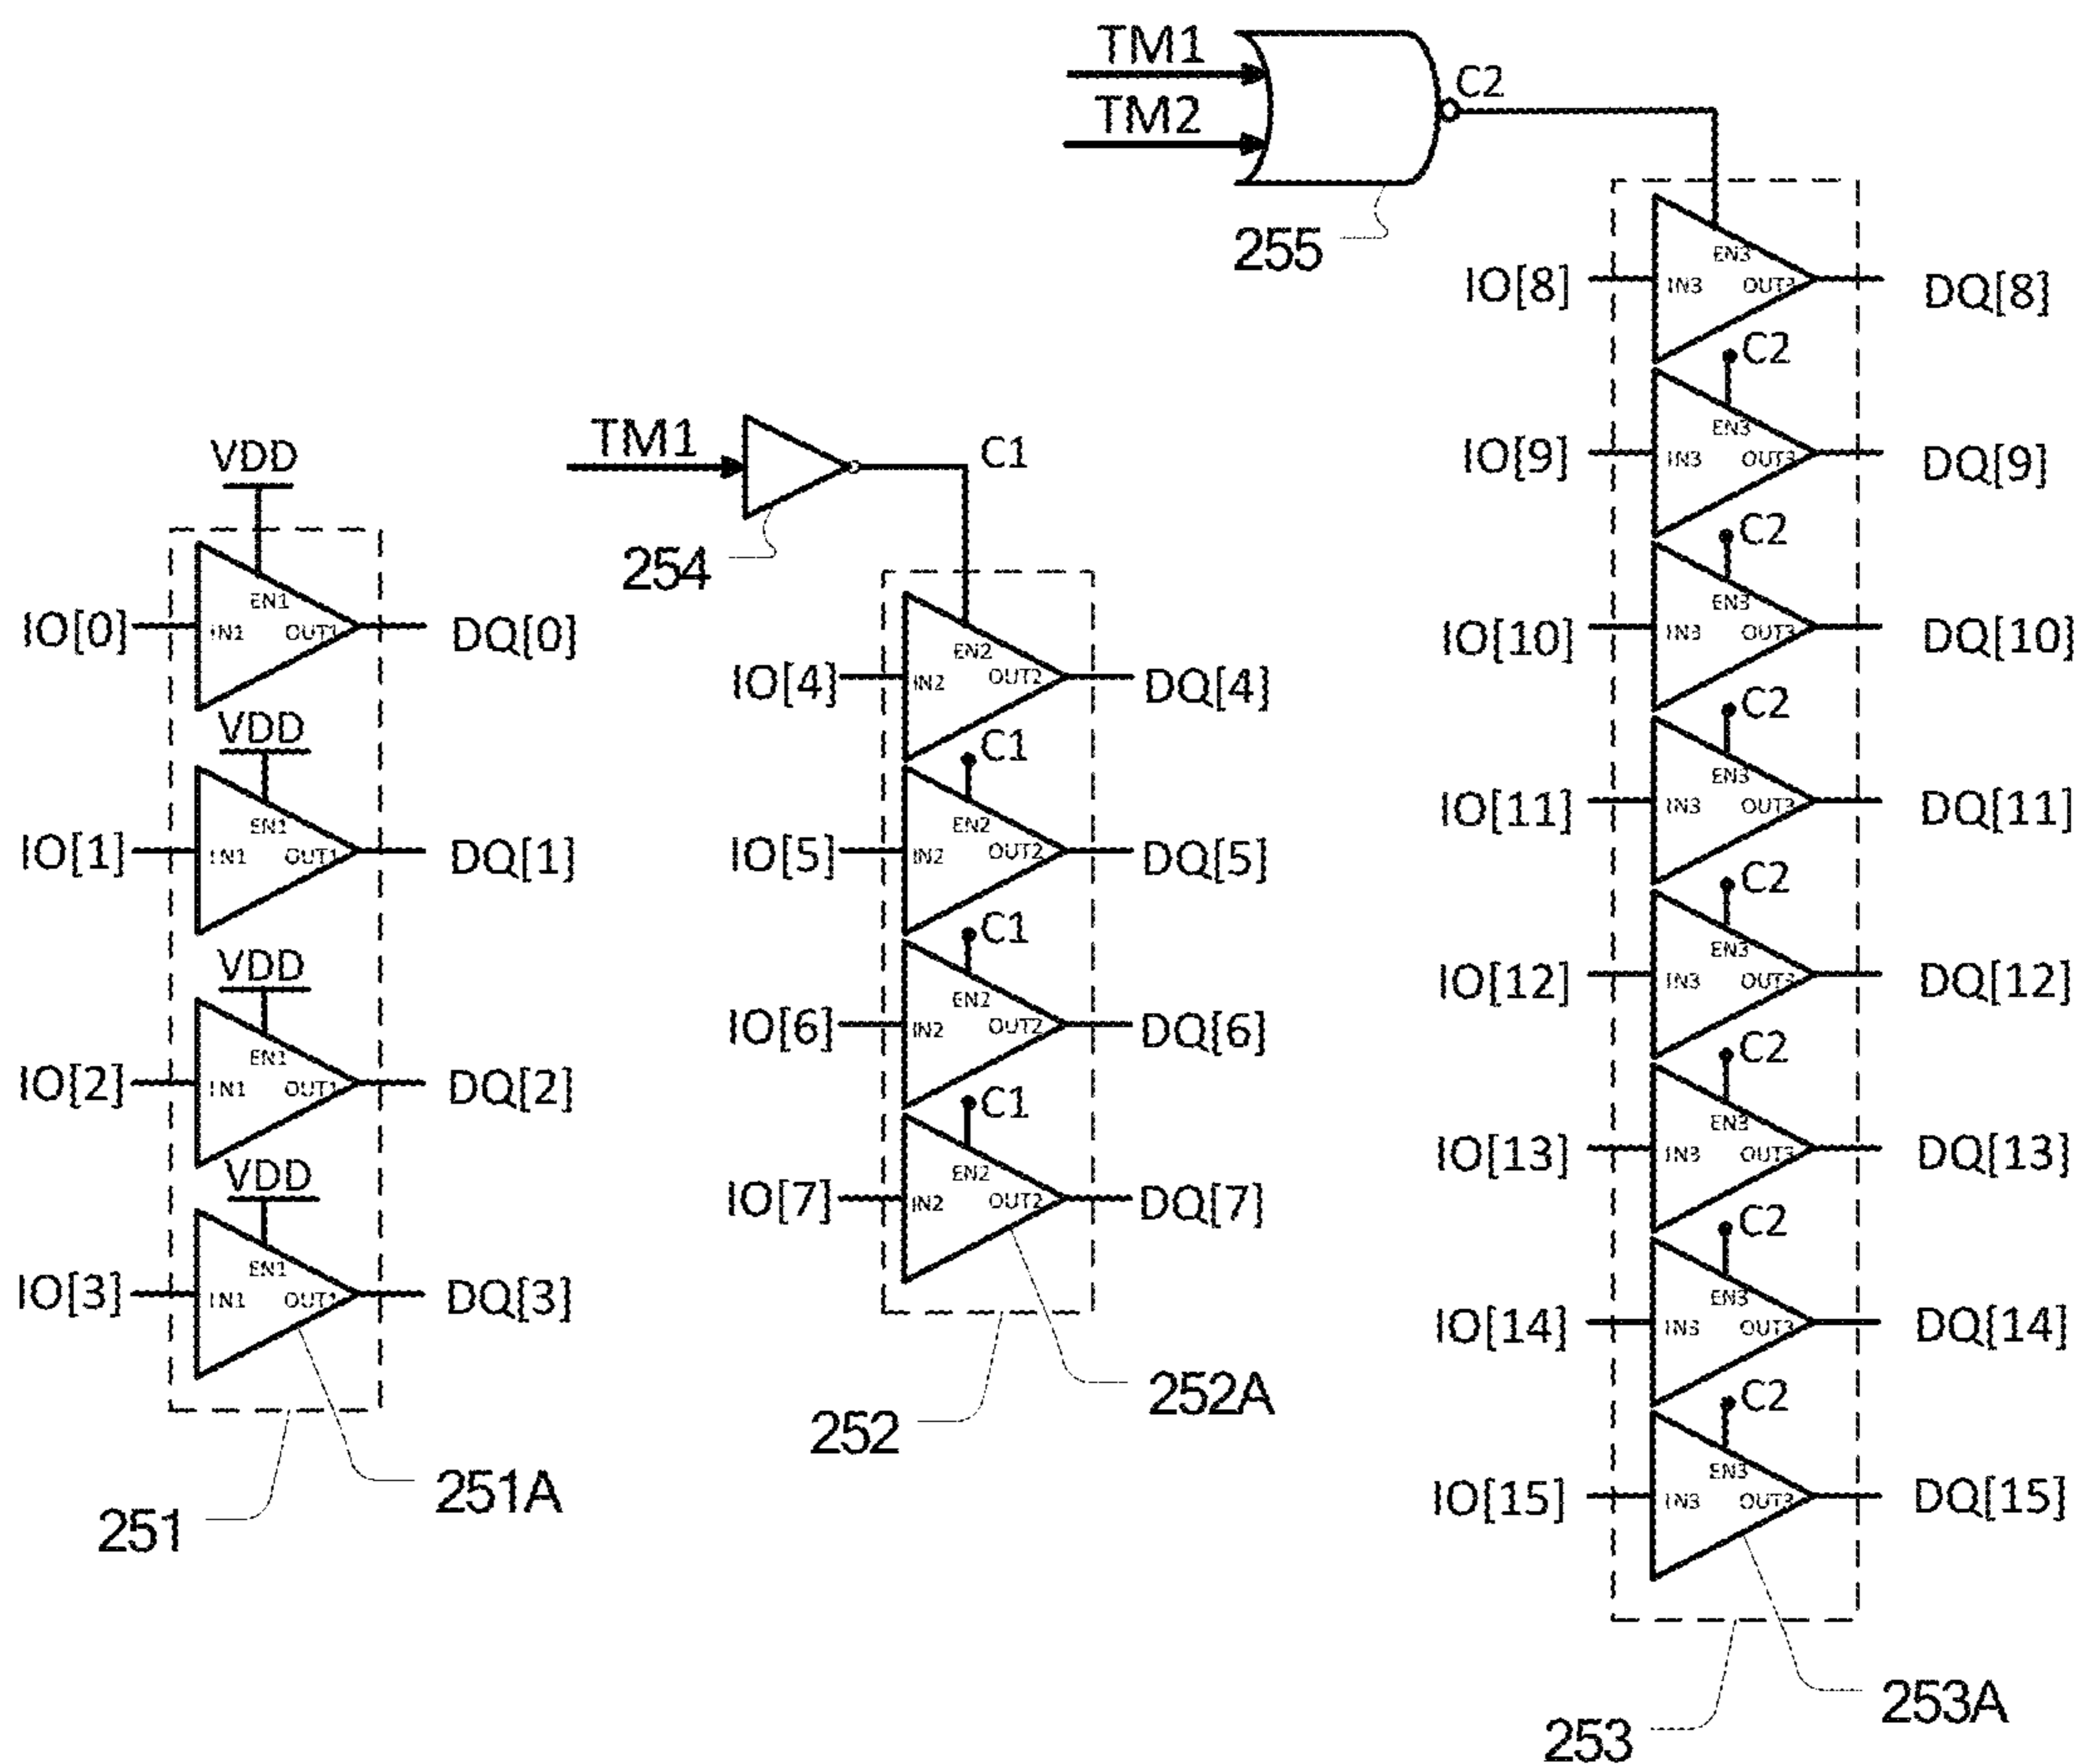 TM1
TM2
C2
255
IO[8]
IN3
EN3
OUT3
DQ[8]
C2
IO[9]
IN3
EN3
OUT3
DQ[9]
C2
IO[10]
IN3
EN3
OUT3
DQ[10]
C2
IO[11]
IN3
EN3
OUT3
DQ[11]
C2
IO[12]
IN3
EN3
OUT3
DQ[12]
C2
IO[13]
IN3
EN3
OUT3
DQ[13]
C2
IO[14]
IN3
EN3
OUT3
DQ[14]
C2
IO[15]
IN3
EN3
OUT3
DQ[15]
253A
253
TM1
C1
254
IO[4]
IN2
EN2
OUT2
DQ[4]
C1
IO[5]
IN2
EN2
OUT2
DQ[5]
C1
IO[6]
IN2
EN2
OUT2
DQ[6]
C1
IO[7]
IN2
EN2
OUT2
DQ[7]
252A
252
VDD
IO[0]
IN1
EN1
OUT1
DQ[0]
VDD
IO[1]
IN1
EN1
OUT1
DQ[1]
VDD
IO[2]
IN1
EN1
OUT1
DQ[2]
VDD
IO[3]
IN1
EN1
OUT1
DQ[3]
251A
251